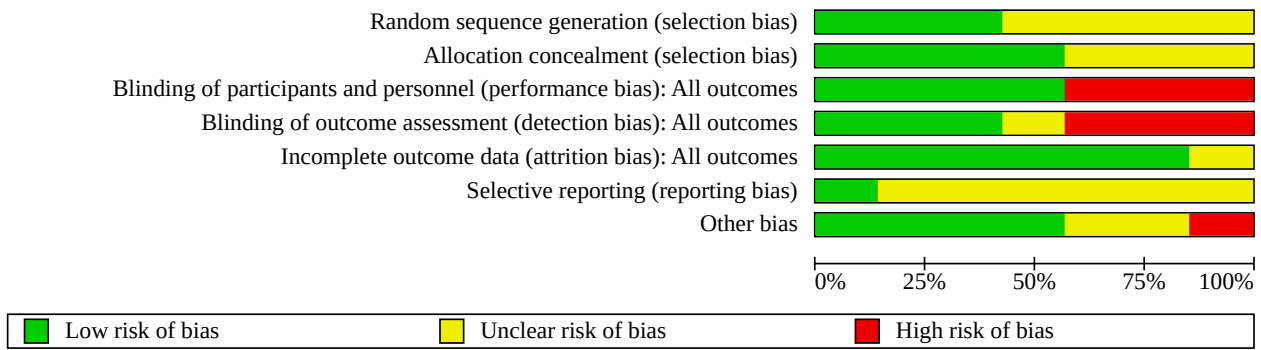 Random sequence generation (selection bias)
Allocation concealment (selection bias)
Blinding of participants and personnel (performance bias): All outcomes
Blinding of outcome assessment (detection bias): All outcomes
Incomplete outcome data (attrition bias): All outcomes
Selective reporting (reporting bias)
Other bias
0% 25% 50% 75% 100%
Low risk of bias Unclear risk of bias High risk of bias